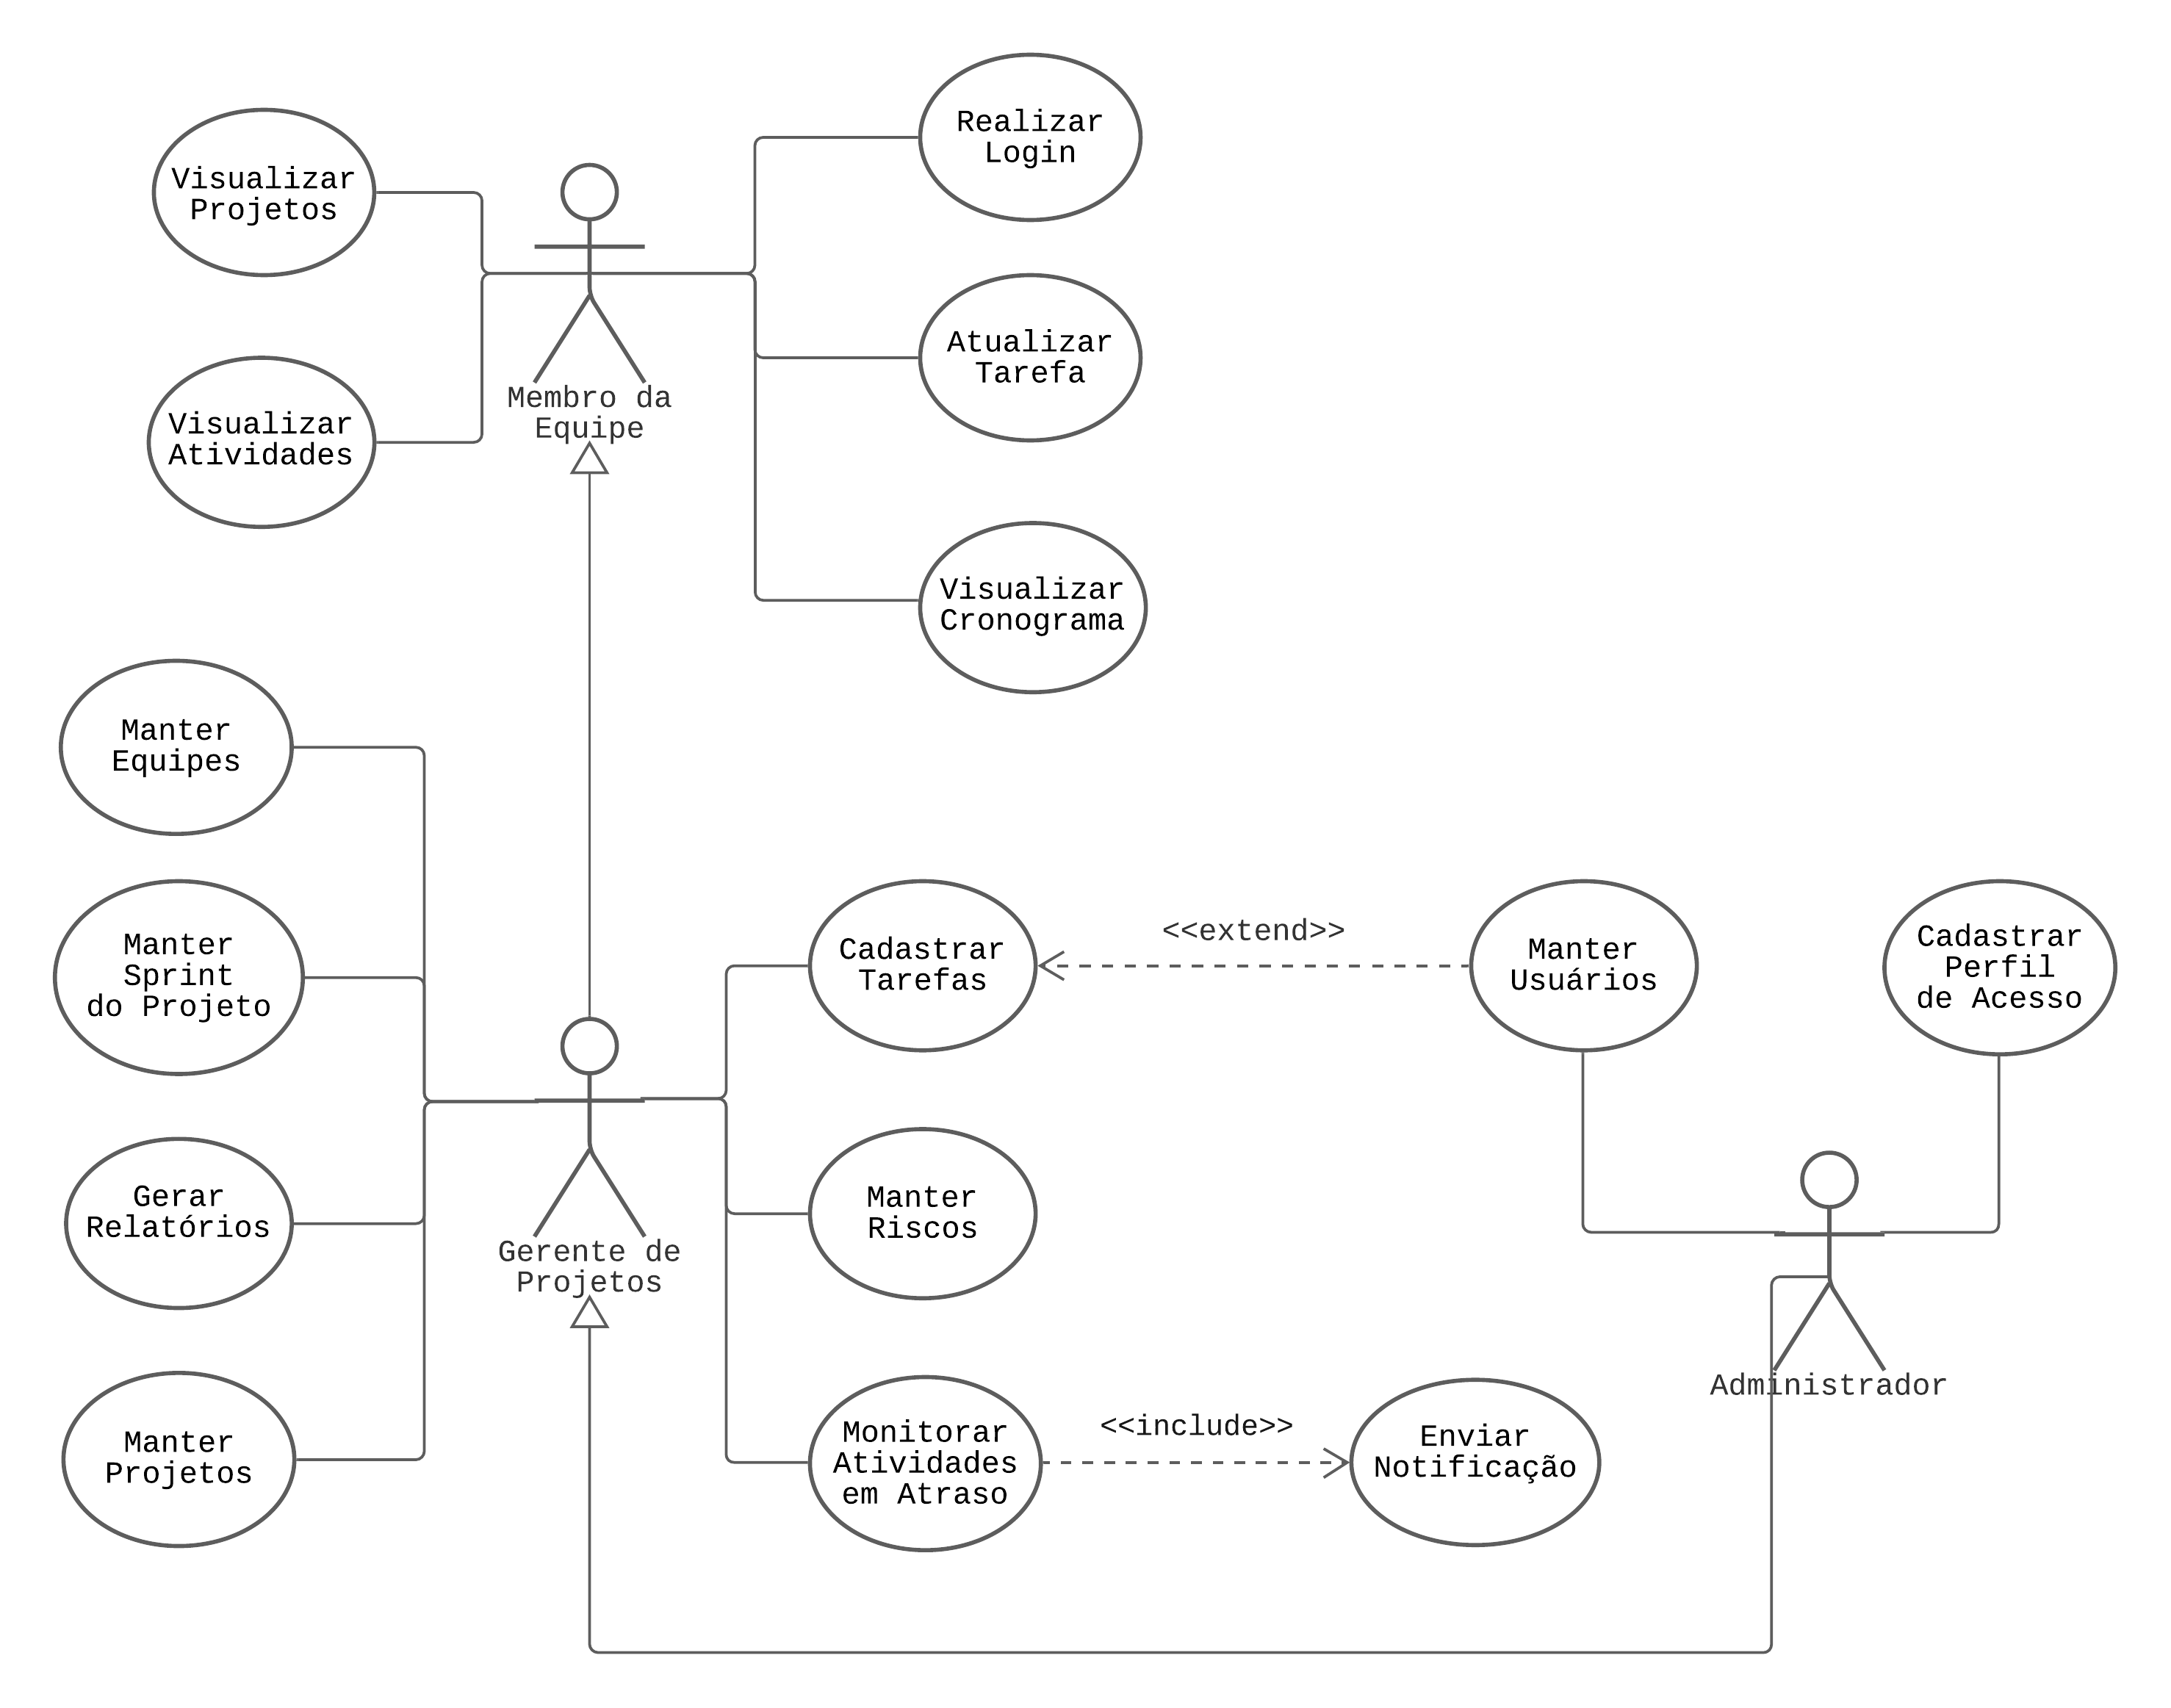 Realizar
Login
Visualizar
Projetos
Atualizar
Tarefa
Membro da
Equipe
Visualizar
Atividades
Visualizar
Cronograma
Manter
Equipes
Manter
Sprint
do Projeto
Cadastrar
Tarefas
<<extend>>
Manter
Usuários
Cadastrar
Perfil
de Acesso
Gerar
Relatórios
Manter
Riscos
Gerente de
Projetos
Administrador
Manter
Projetos
Monitorar
Atividades
em Atraso
<<include>>
Enviar
Notificação